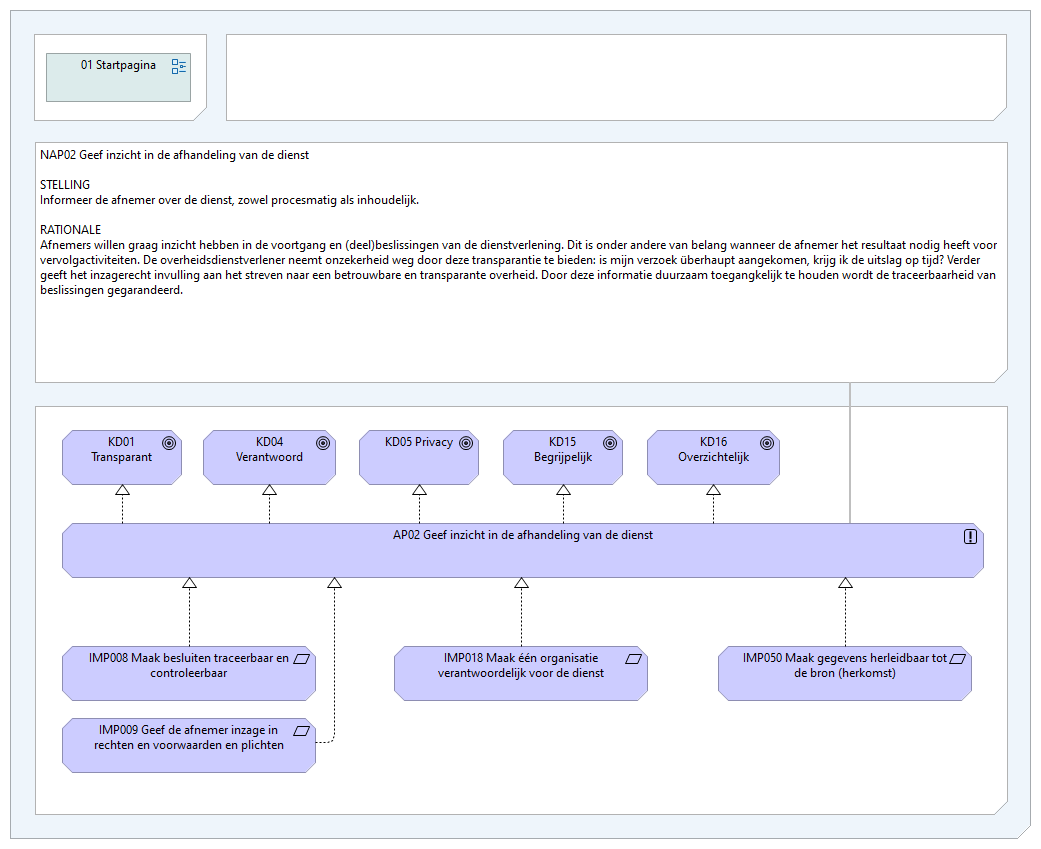 01 Startpagina
NAP02 Geef inzicht in de afhandeling van de dienst
STELLING
Informeer de afnemer over de dienst, zowel procesmatig als inhoudelijk.
RATIONALE
Afnemers willen graag inzicht hebben in de voortgang en (deel)beslissingen van de dienstverlening. Dit is onder andere van belang wanneer de afnemer het resultaat nodig heeft voor
vervolgactiviteiten. De overheidsdienstverlener neemt onzekerheid weg door deze transparantie te bieden: is mijn verzoek überhaupt aangekomen, krijg ik de uitslag op tijd? Verder
geeft het inzagerecht invulling aan het streven naar een betrouwbare en transparante overheid. Door deze informatie duurzaam toegangkelijk te houden wordt de traceerbaarheid van
beslissingen gegarandeerd.
KD01
Transparant
KD04
Verantwoord
KD05 Privacy
KD15
Begrijpelijk
KD16
Overzichtelijk
AP02 Geef inzicht in de afhandeling van de dienst
IMP008 Maak besluiten traceerbaar en
controleerbaar
IMP018 Maak één organisatie
verantwoordelijk voor de dienst
IMP050 Maak gegevens herleidbaar tot
de bron (herkomst)
IMP009 Geef de afnemer inzage in
rechten en voorwaarden en plichten